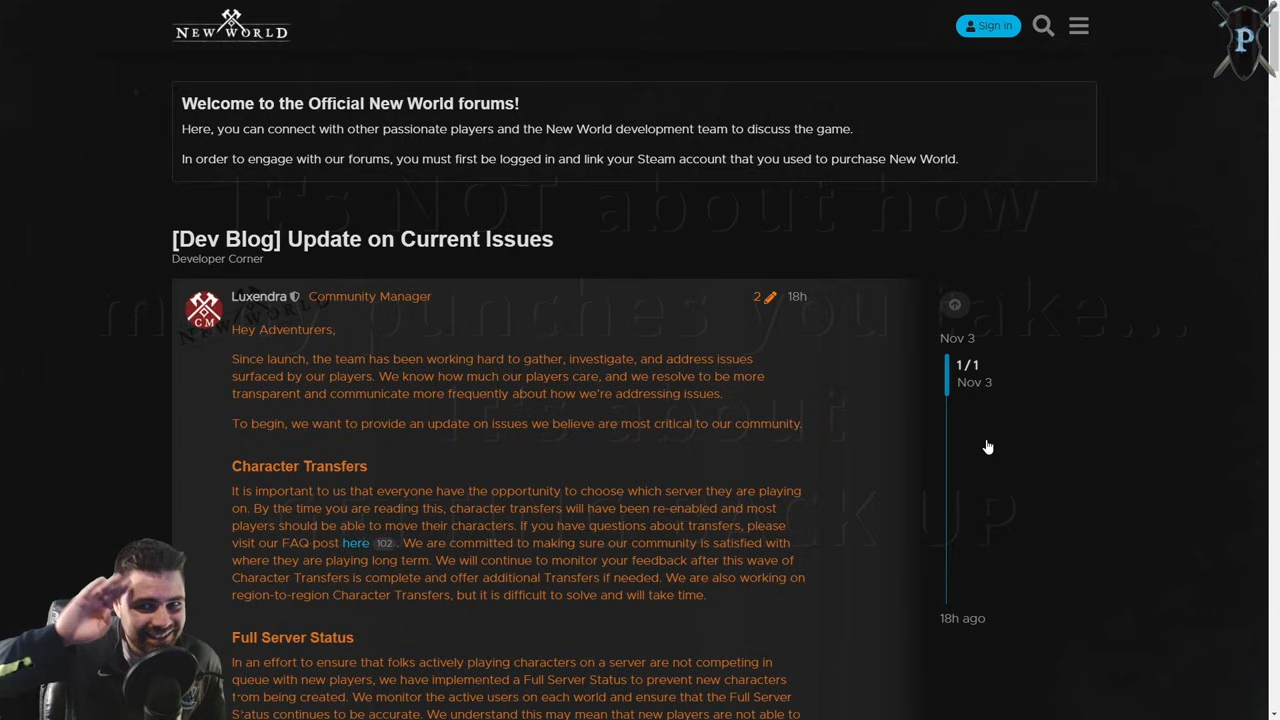 NEW WORLD
Sign in
P
Welcome to the Official New World forums!
Here, you can connect with other passionate players and the New World development team to discuss the game.
In order to engage with our forums, you must first be logged in and link your Steam account that you used to purchase New World.
It's NOT about how
[Dev Blog] Update on Current Issues
Developer Corner
Luxendra Community Manager
2 18h
CM
many punches you take...
Hey Adventurers,
Nov 3
Since launch, the team has been working hard to gather, investigate, and address issues
surfaced by our players. We know how much our players care, and we resolve to be more
transparent and communicate more frequently about how we're addressing issues.
1 / 1
Nov 3
It's about
To begin, we want to provide an update on issues we believe are most critical to our community.
Character Transfers
It is important to us that everyone have the opportunity to choose which server they are playing
on. By the time you are reading this, character transfers will have been re-enabled and most
players should be able to move their characters. If you have questions about transfers, please
visit our FAQ post here 102 . We are committed to making sure our community is satisfied with
where they are playing long term. We will continue to monitor your feedback after this wave of
Character Transfers is complete and offer additional Transfers if needed. We are also working on
region-to-region Character Transfers, but it is difficult to solve and will take time.
UP
18h ago
Full Server Status
In an effort to ensure that folks actively playing characters on a server are not competing in
queue with new players, we have implemented a Full Server Status to prevent new characters
from being created. We monitor the active users on each world and ensure that the Full Server
Status continues to be accurate. We understand this may mean that new players are not able to